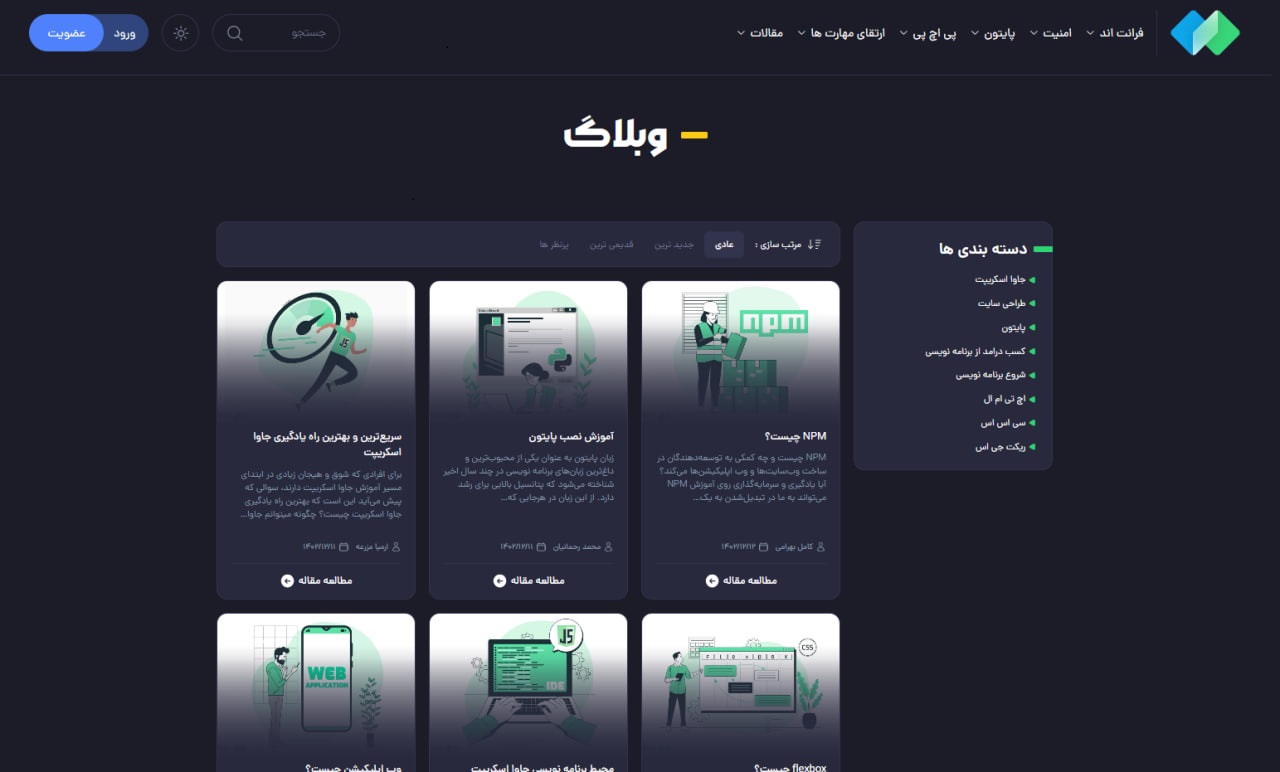 فرانت اند
امنیت
پایتون
پی اچ پی
ارتقای مهارت ها
مقالات
جستجو
ورود
عضویت
وبلاگ
دسته بندی ها
جاوا اسکریپت
طراحی سایت
پایتون
کسب درامد از برنامه نویسی
شروع برنامه نویسی
اچ تی ام ال
سی اس اس
ریکت جی اس
مرتب سازی :
عادی
جدید ترین
قدیمی ترین
پرنظر ها
npm
NPM چیست؟
NPM چیست و چه کمکی به توسعه‌دهندگان در
ساخت وب‌سایت‌ها و وب اپلیکیشن‌ها می‌کند؟
آیا یادگیری و سرمایه‌گذاری روی آموزش NPM
می‌تواند به ما در تبدیل‌شدن به یک...
کامل بهرامی
۱۴۰۲/۱۲/۱۲
مطالعه مقاله
آموزش نصب پایتون
زبان پایتون به عنوان یکی از محبوب‌ترین و
داغ‌ترین زبان‌های برنامه نویسی در چند سال اخیر
شناخته می‌شود که پتانسیل بالایی برای رشد
دارد. از این زبان در هرجایی که...
محمد رحمانیان
۱۴۰۲/۱۲/۱۱
مطالعه مقاله
JS
سریع‌ترین و بهترین راه یادگیری جاوا
اسکریپت
برای افرادی که شوق و هیجان زیادی در ابتدای
مسیر آموزش جاوا اسکریپت دارند، سوالی که
پیش می‌آید این است که بهترین راه یادگیری
جاوا اسکریپت چیست؟ چگونه میتوانم جاوا...
ارمیا مزرعه
۱۴۰۲/۱۲/۱۱
مطالعه مقاله
CSS
flexbox چیست؟
JS
IDE
محیط برنامه نویسی جاوا اسکریپت
WEB
APPLICATION
وب اپلیکیشن چیست؟